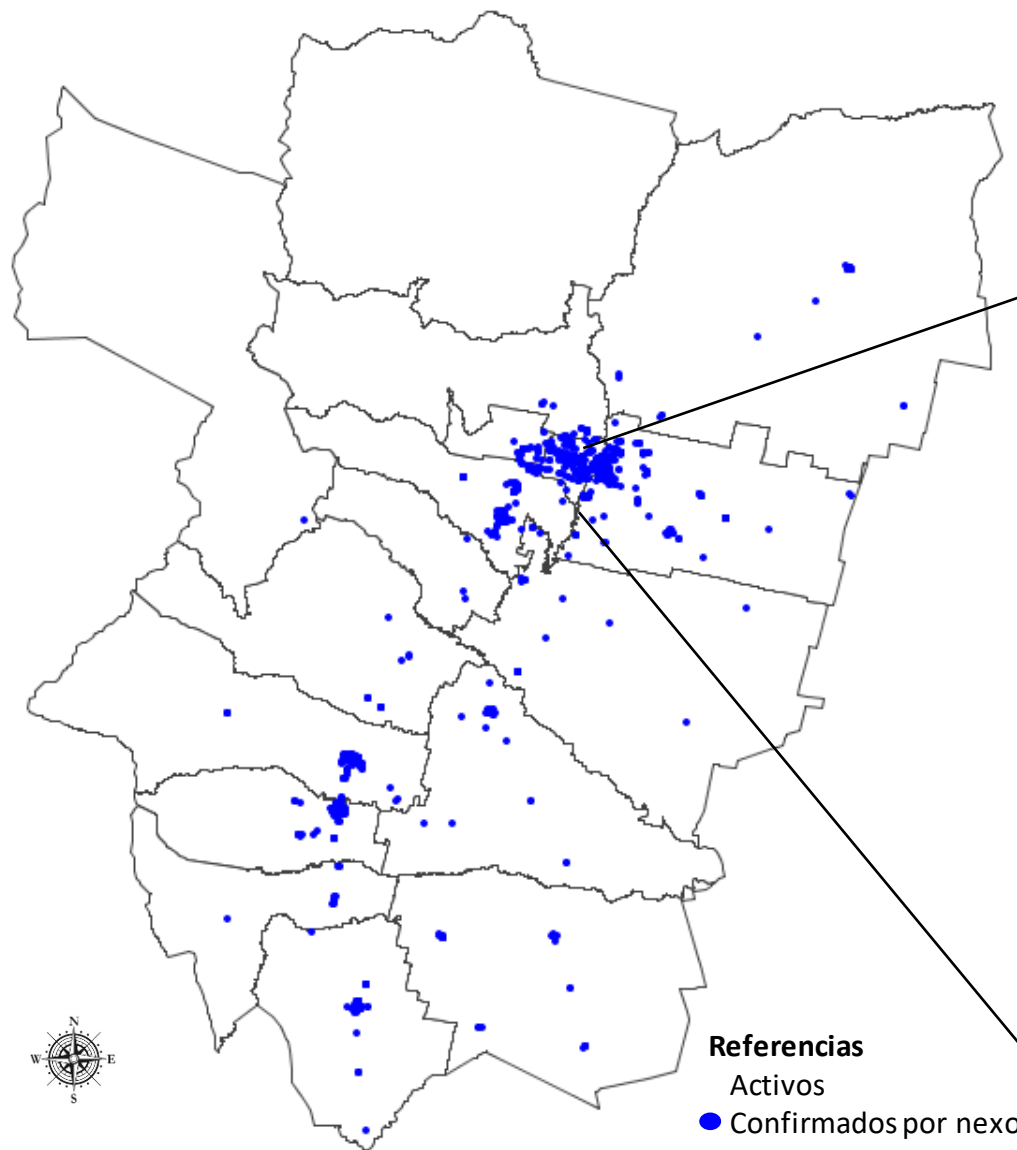 N
W E
S
Referencias
Activos
Confirmados por nexo